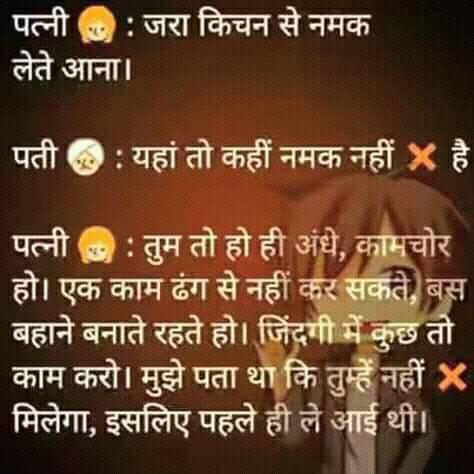 पत्नी 👧 : जरा किचन से नमक
लेते आना।
पती 👳 : यहां तो कहीं नमक नहीं ❌ है
पत्नी 👧 : तुम तो हो ही अंधे, कामचोर
हो। एक काम ढंग से नहीं कर सकते, बस
बहाने बनाते रहते हो। जिंदगी में कुछ तो
काम करो। मुझे पता था कि तुम्हें नहीं ❌
मिलेगा, इसलिए पहले ही ले आई थी।